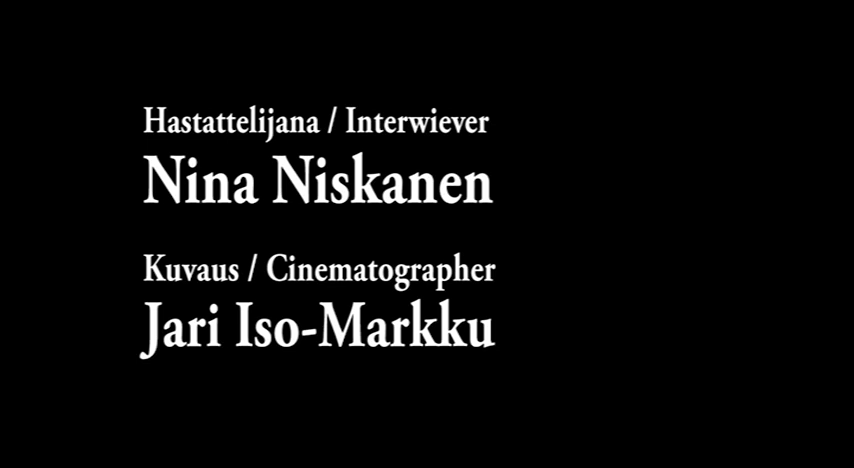 Hastattelijana / Interwiever
Nina Niskanen
Kuvaus / Cinematographer
Jari Iso-Markku